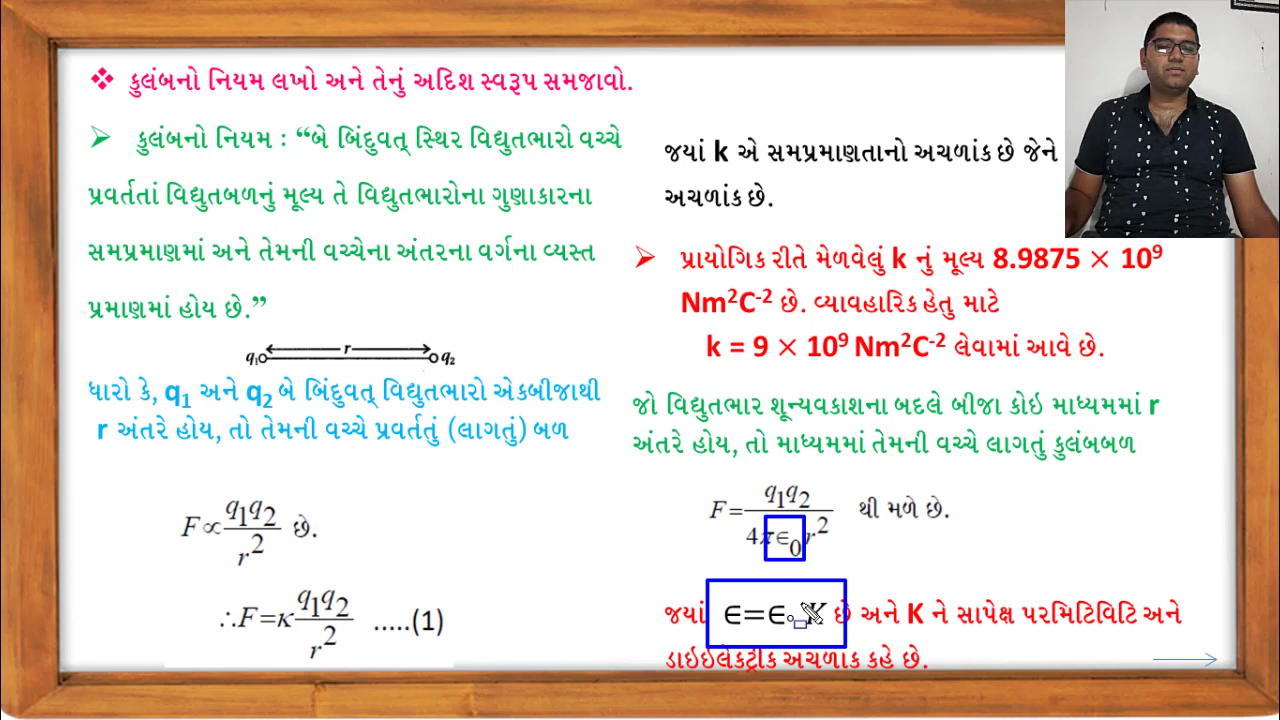 ❖ કુલંબનો નિયમ લખો અને તેનું અદિશ સ્વરૂપ સમજાવો.
➤ કુલંબનો નિયમ : “બે બિંદુવત્ સ્થિર વિદ્યુતભારો વચ્ચે
પ્રવર્તતાં વિદ્યુતબળનું મૂલ્ય તે વિદ્યુતભારોના ગુણાકારના
સમપ્રમાણમાં અને તેમની વચ્ચેના અંતરના વર્ગના વ્યસ્ત
પ્રમાણમાં હોય છે.”
q₁ r q₂
ધારો કે, q₁ અને q₂ બે બિંદુવત્ વિદ્યુતભારો એકબીજાથી
r અંતરે હોય, તો તેમની વચ્ચે પ્રવર્તતું (લાગતું) બળ
F ∝ q₁q₂ / r² છે.
∴ F = κ q₁q₂ / r² .....(1)
જયાં k એ સમપ્રમાણતાનો અચળાંક છે જેને
અચળાંક છે.
➤ પ્રાયોગિક રીતે મેળવેલું k નું મૂલ્ય 8.9875 × 10⁹
Nm²C⁻² છે. વ્યાવહારિક હેતુ માટે
k = 9 × 10⁹ Nm²C⁻² લેવામાં આવે છે.
જો વિદ્યુતભાર શૂન્યવકાશના બદલે બીજા કોઇ માધ્યમમાં r
અંતરે હોય, તો માધ્યમમાં તેમની વચ્ચે લાગતું કુલંબબળ
F = q₁q₂ / 4π∈₀r² થી મળે છે.
જયાં ∈=∈₀K છે અને K ને સાપેક્ષ પરમિટિવિટિ અને
ડાઇઇલેકટ્રીક અચળાક કહે છે.